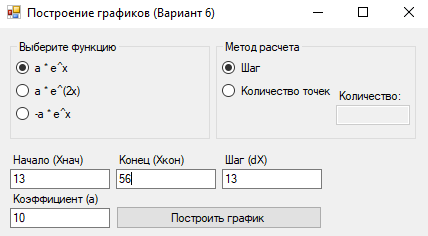 Построение графиков (Вариант 6)
Выберите функцию
a * e^x
a * e^(2x)
-a * e^x
Метод расчета
Шаг
Количество точек
Количество:
Начало (Xнач)
Конец (Xкон)
Шаг (dX)
13
56
13
Коэффициент (a)
10
Построить график